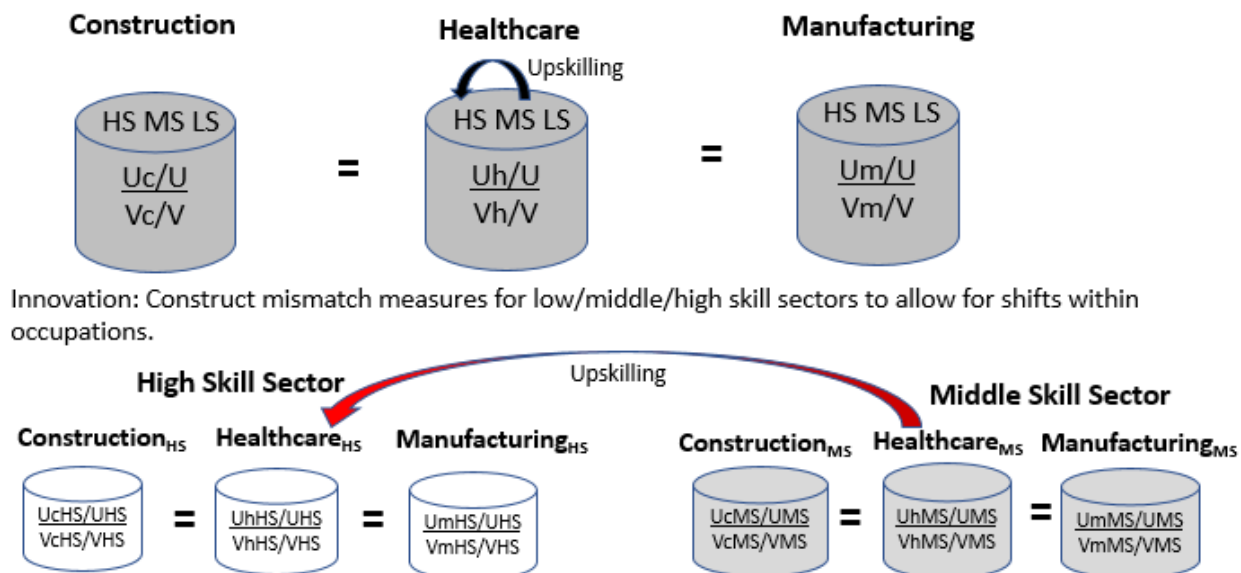 Construction
Healthcare
Manufacturing
Upskilling
HS MS LS
HS MS LS
HS MS LS
Uc/U
Vc/V
=
Uh/U
Vh/V
=
Um/U
Vm/V
Innovation: Construct mismatch measures for low/middle/high skill sectors to allow for shifts within
occupations.
Upskilling
High Skill Sector
Middle Skill Sector
ConstructionHS
HealthcareHS
ManufacturingHS
ConstructionMS
HealthcareMS
ManufacturingMS
UcHS/UHS
VcHS/VHS
=
UhHS/UHS
VhHS/VHS
=
UmHS/UHS
VmHS/VHS
UcMS/UMS
VcMS/VMS
=
UhMS/UMS
VhMS/VMS
=
UmMS/UMS
VmMS/VMS